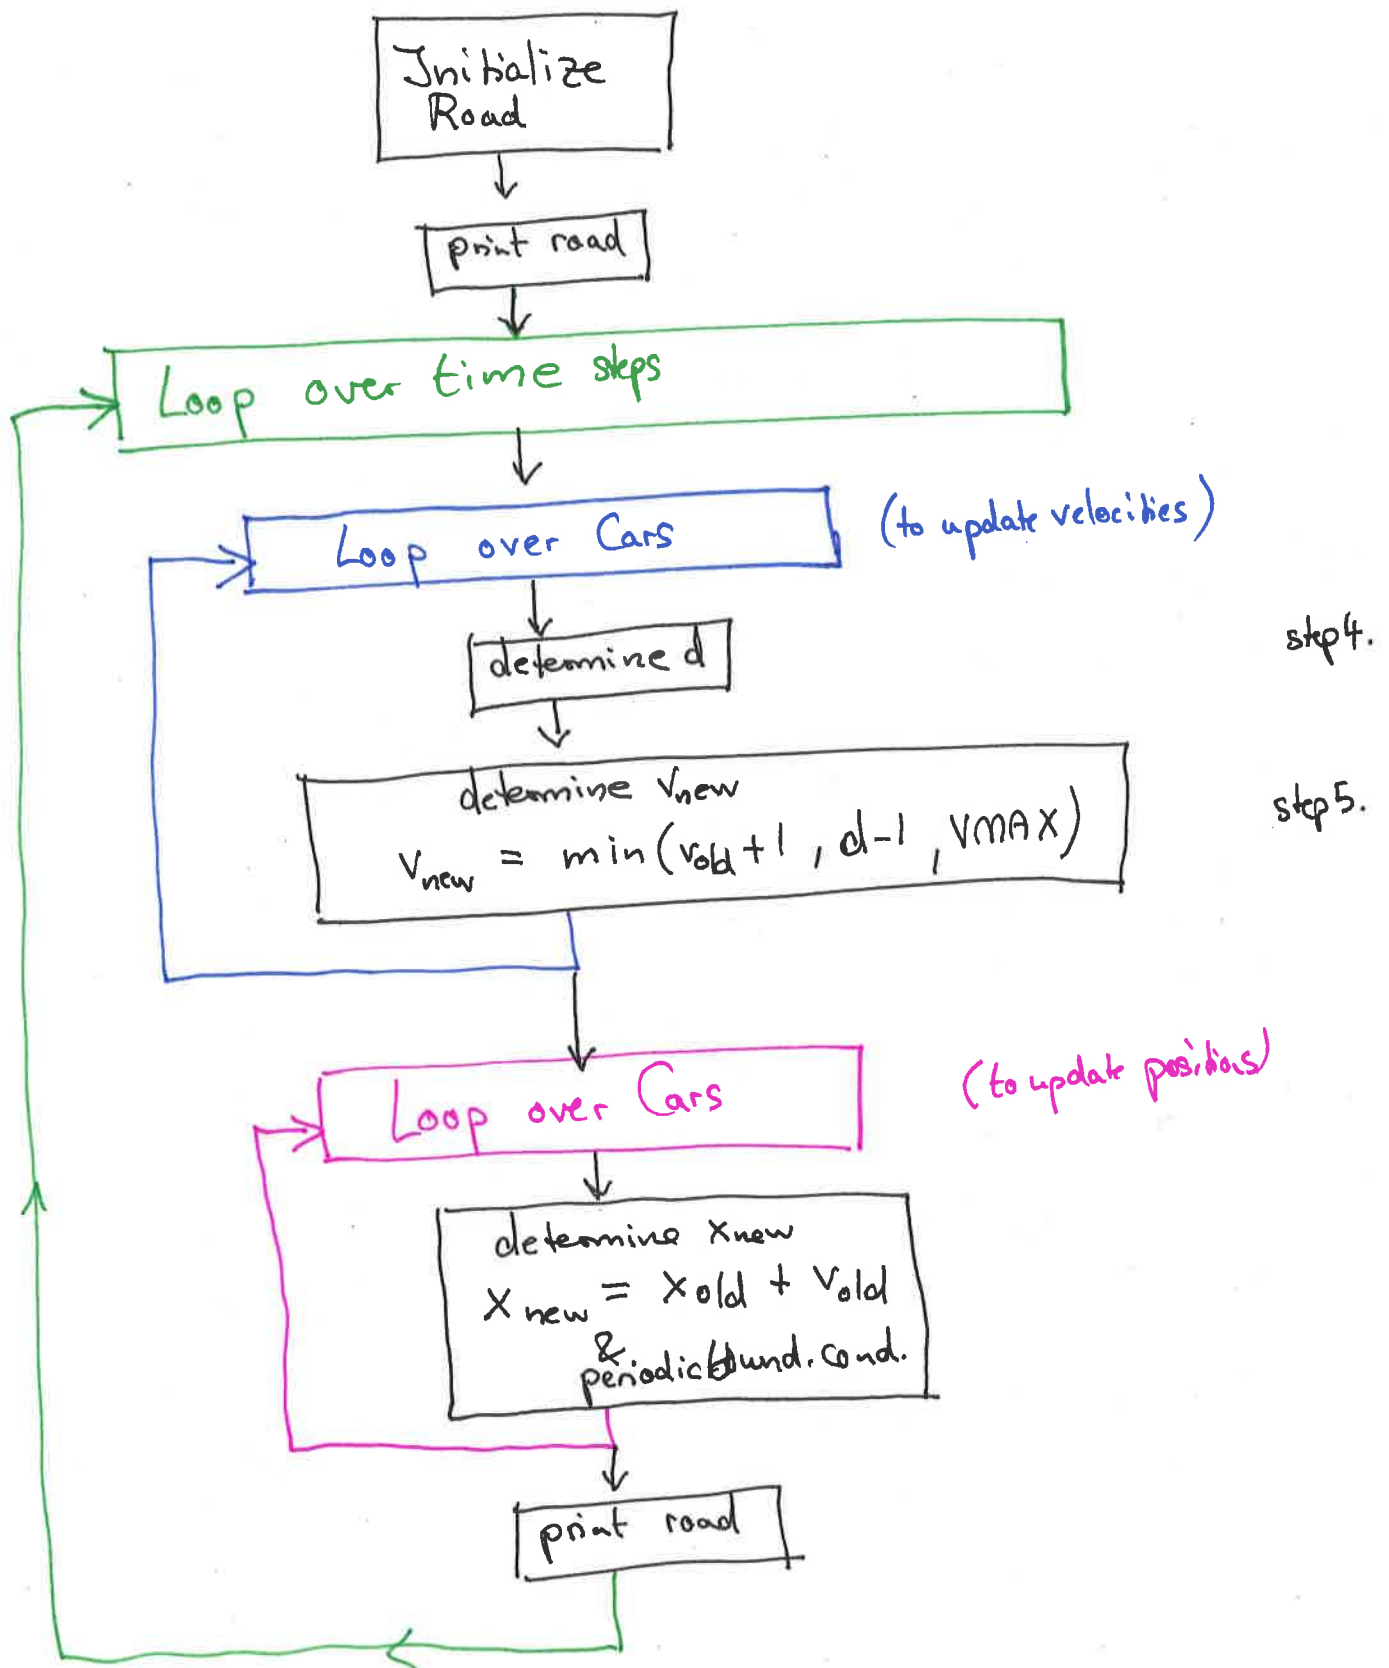 Initialize
Road
print road
Loop over time steps
Loop over Cars
(to update velocities)
determine d
step 4.
determine vnew
vnew = min(vold+1, d-1, VMAX)
step 5.
Loop over Cars
(to update positions)
determine xnew
xnew = xold + vold
&
periodic bound. cond.
print road